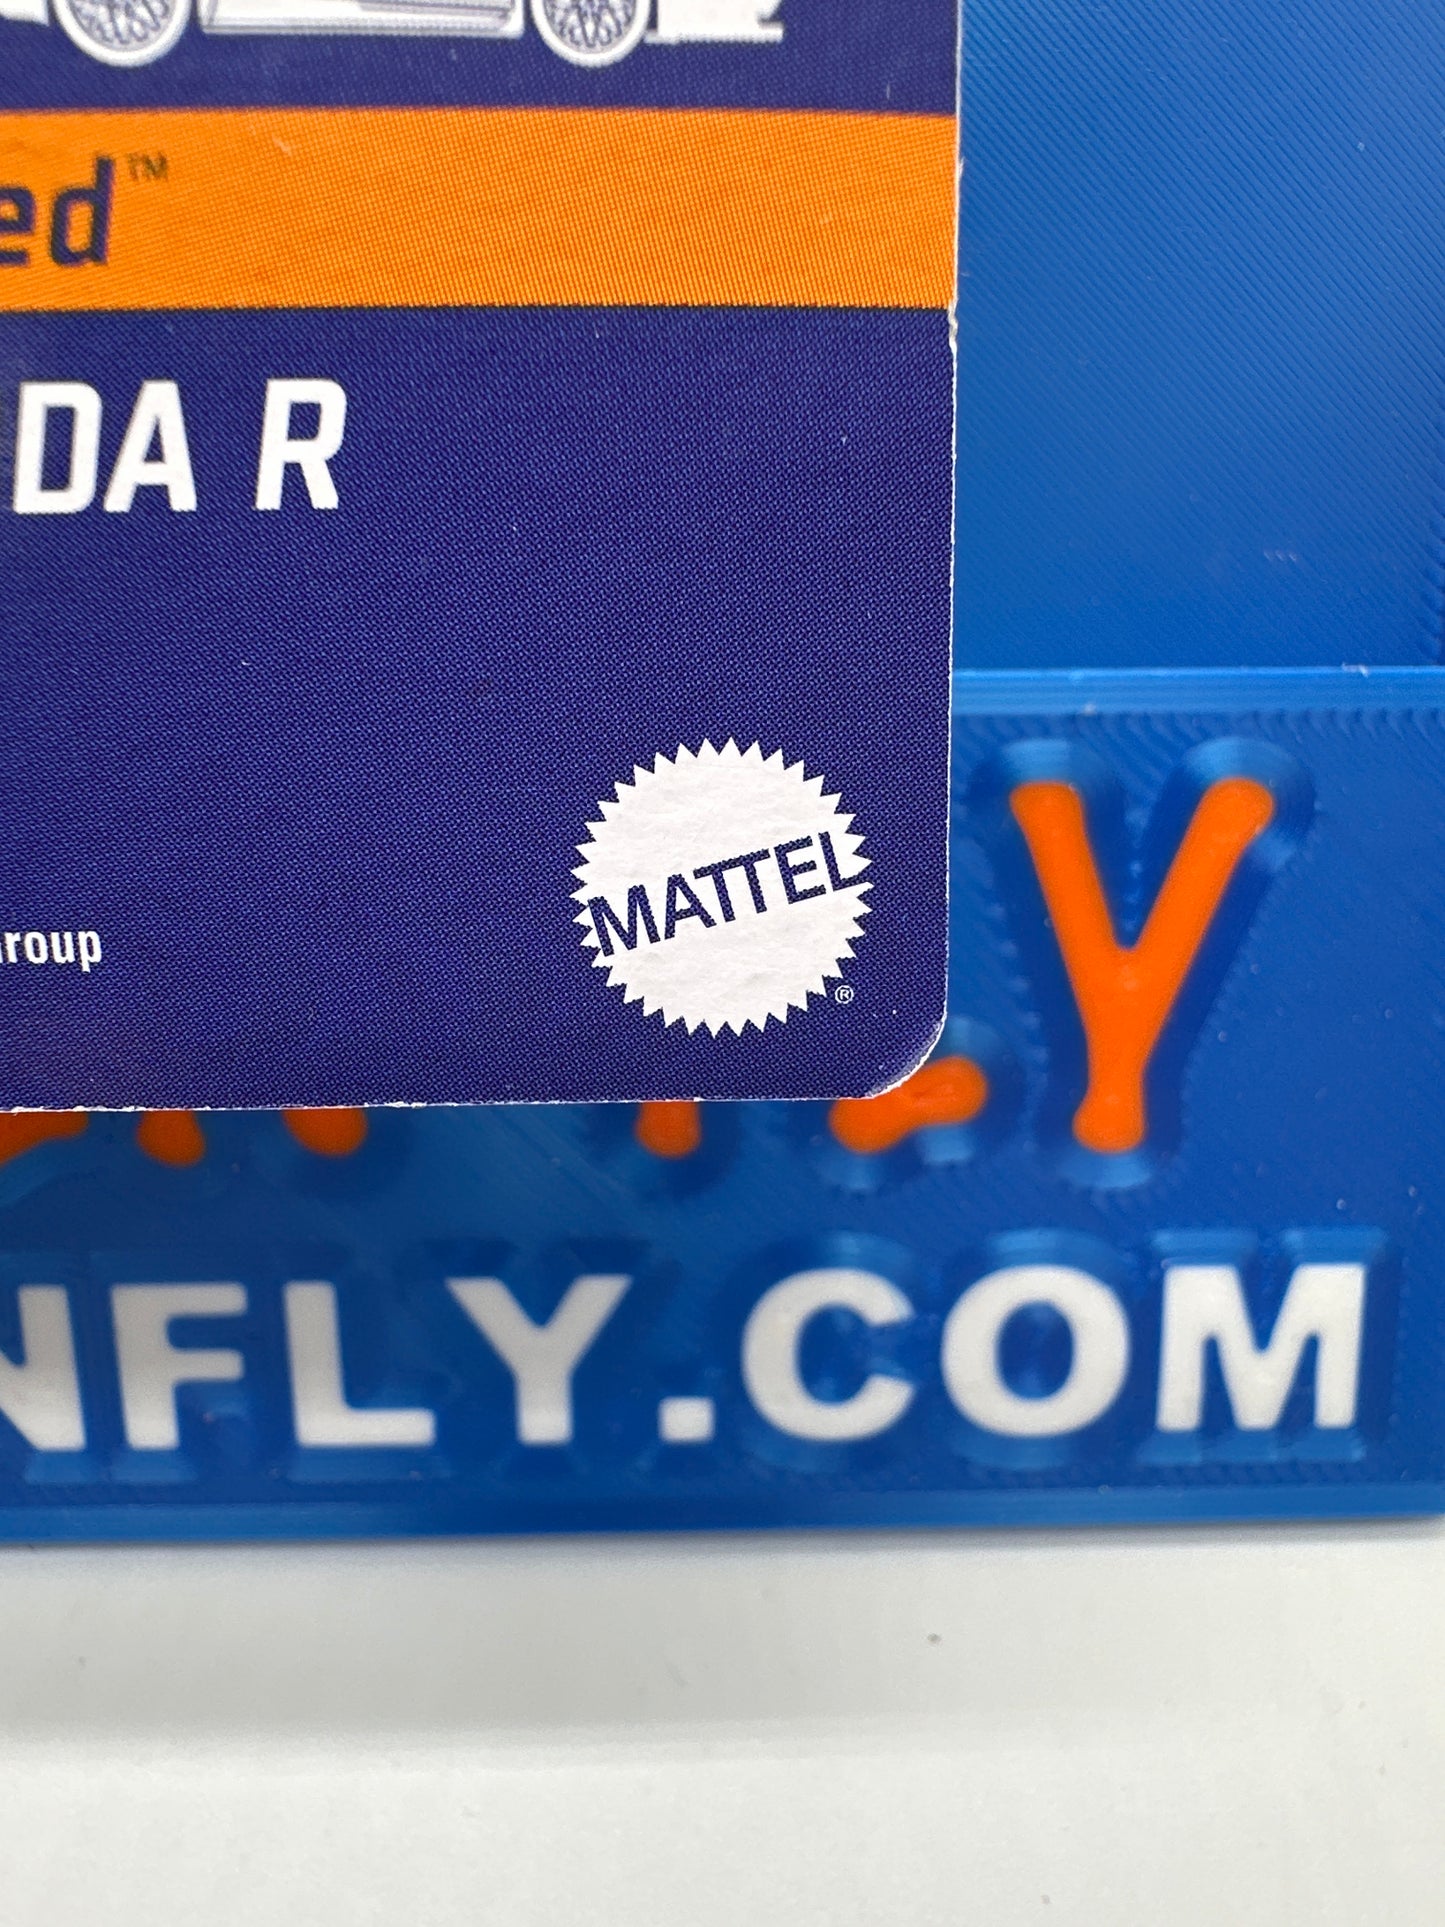 ed™
DA R
MATTEL
®
roup
Y
NFLY.COM